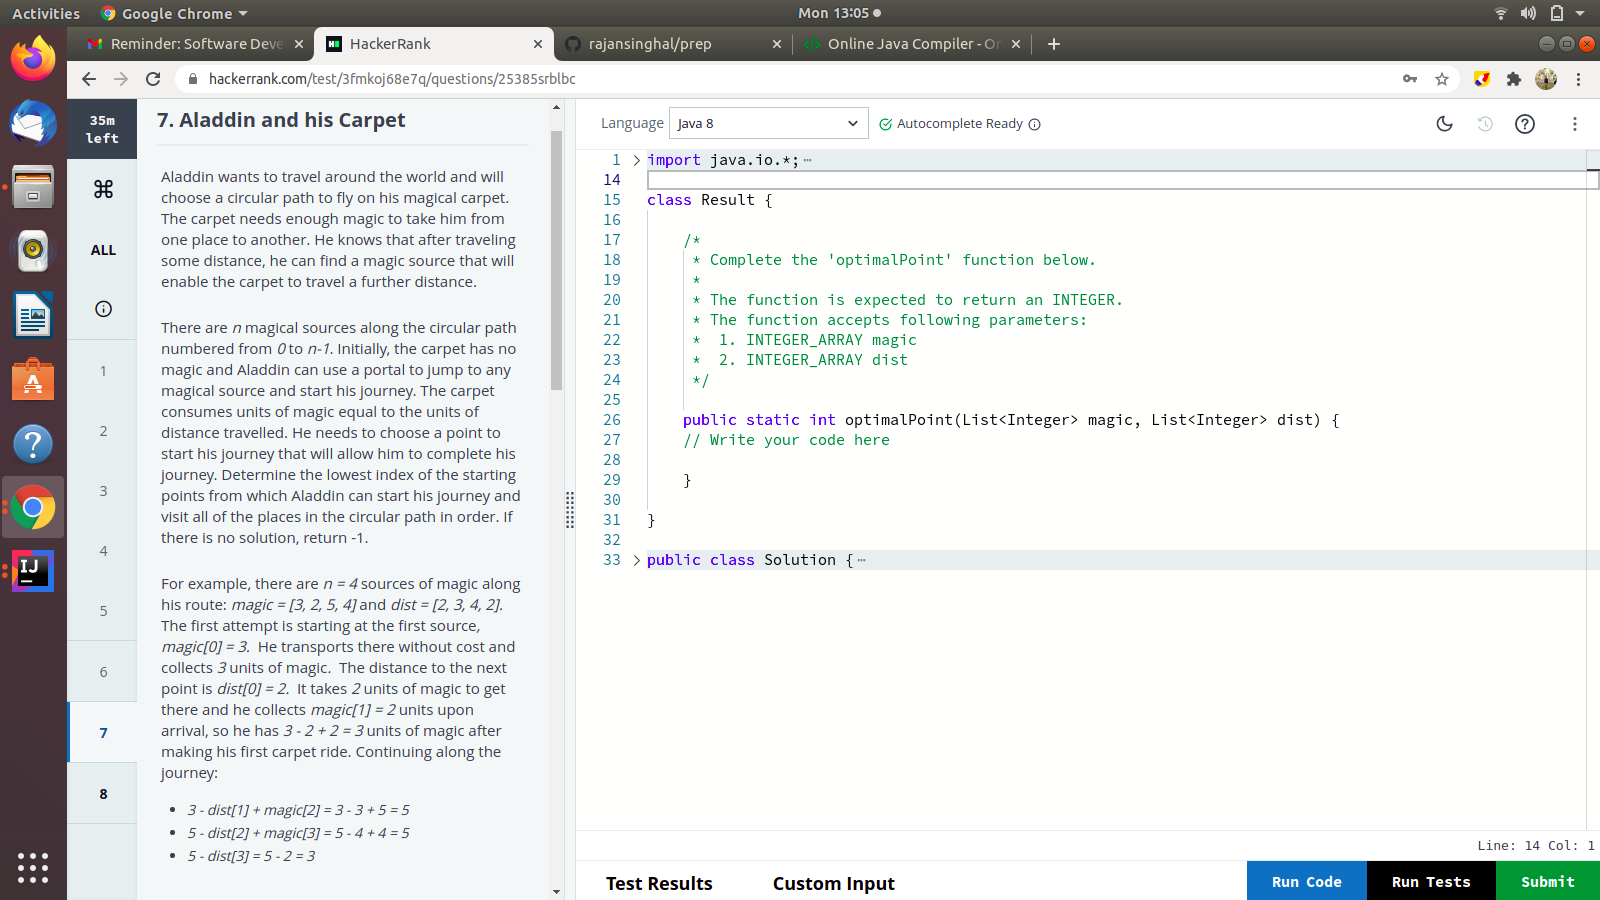 Activities Google Chrome Mon 13:05
Reminder: Software Deve HackerRank rajansinghal/prep Online Java Compiler - On
hackerrank.com/test/3fmkoj68e7q/questions/25385srblbc
35m
left
ALL
1
2
3
4
5
6
7
8
7. Aladdin and his Carpet
Aladdin wants to travel around the world and will
choose a circular path to fly on his magical carpet.
The carpet needs enough magic to take him from
one place to another. He knows that after traveling
some distance, he can find a magic source that will
enable the carpet to travel a further distance.
There are n magical sources along the circular path
numbered from 0 to n-1. Initially, the carpet has no
magic and Aladdin can use a portal to jump to any
magical source and start his journey. The carpet
consumes units of magic equal to the units of
distance travelled. He needs to choose a point to
start his journey that will allow him to complete his
journey. Determine the lowest index of the starting
points from which Aladdin can start his journey and
visit all of the places in the circular path in order. If
there is no solution, return -1.
For example, there are n = 4 sources of magic along
his route: magic = [3, 2, 5, 4] and dist = [2, 3, 4, 2].
The first attempt is starting at the first source,
magic[0] = 3. He transports there without cost and
collects 3 units of magic. The distance to the next
point is dist[0] = 2. It takes 2 units of magic to get
there and he collects magic[1] = 2 units upon
arrival, so he has 3 - 2 + 2 = 3 units of magic after
making his first carpet ride. Continuing along the
journey:
• 3 - dist[1] + magic[2] = 3 - 3 + 5 = 5
• 5 - dist[2] + magic[3] = 5 - 4 + 4 = 5
• 5 - dist[3] = 5 - 2 = 3
Language Java 8 Autocomplete Ready
1 import java.io.*;
14
15 class Result {
16
17 /*
18 * Complete the 'optimalPoint' function below.
19 *
20 * The function is expected to return an INTEGER.
21 * The function accepts following parameters:
22 * 1. INTEGER_ARRAY magic
23 * 2. INTEGER_ARRAY dist
24 */
25
26 public static int optimalPoint(List<Integer> magic, List<Integer> dist) {
27 // Write your code here
28
29 }
30
31 }
32
33 public class Solution {
Line: 14 Col: 1
Test Results Custom Input Run Code Run Tests Submit